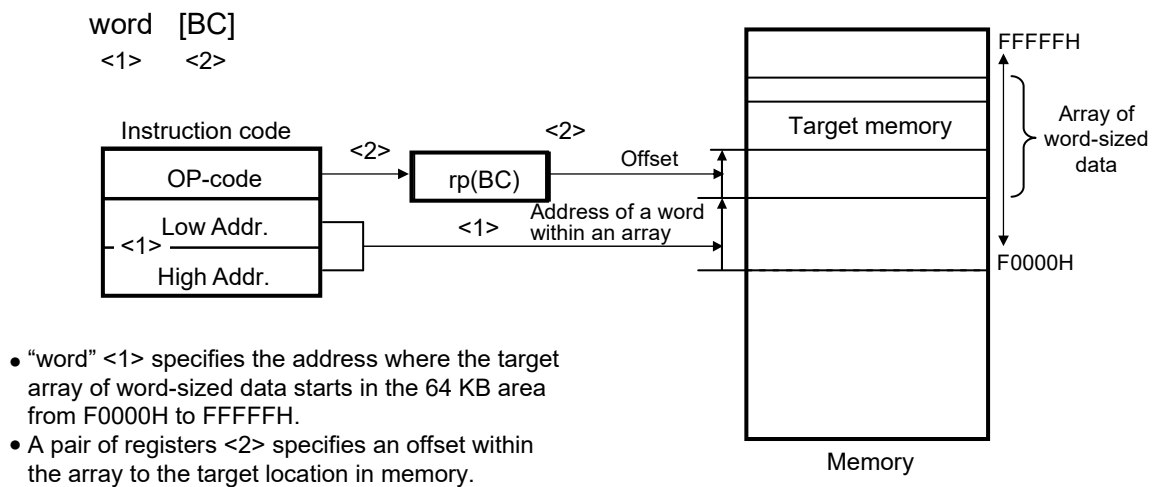 word [BC]
<1> <2>
Instruction code
OP-code
Low Addr.
<1>
High Addr.
<2>
rp(BC)
<2>
Offset
<1>
Address of a word
within an array
Target memory
FFFFFH
Array of
word-sized
data
F0000H
Memory
• “word” <1> specifies the address where the target
array of word-sized data starts in the 64 KB area
from F0000H to FFFFFH.
• A pair of registers <2> specifies an offset within
the array to the target location in memory.